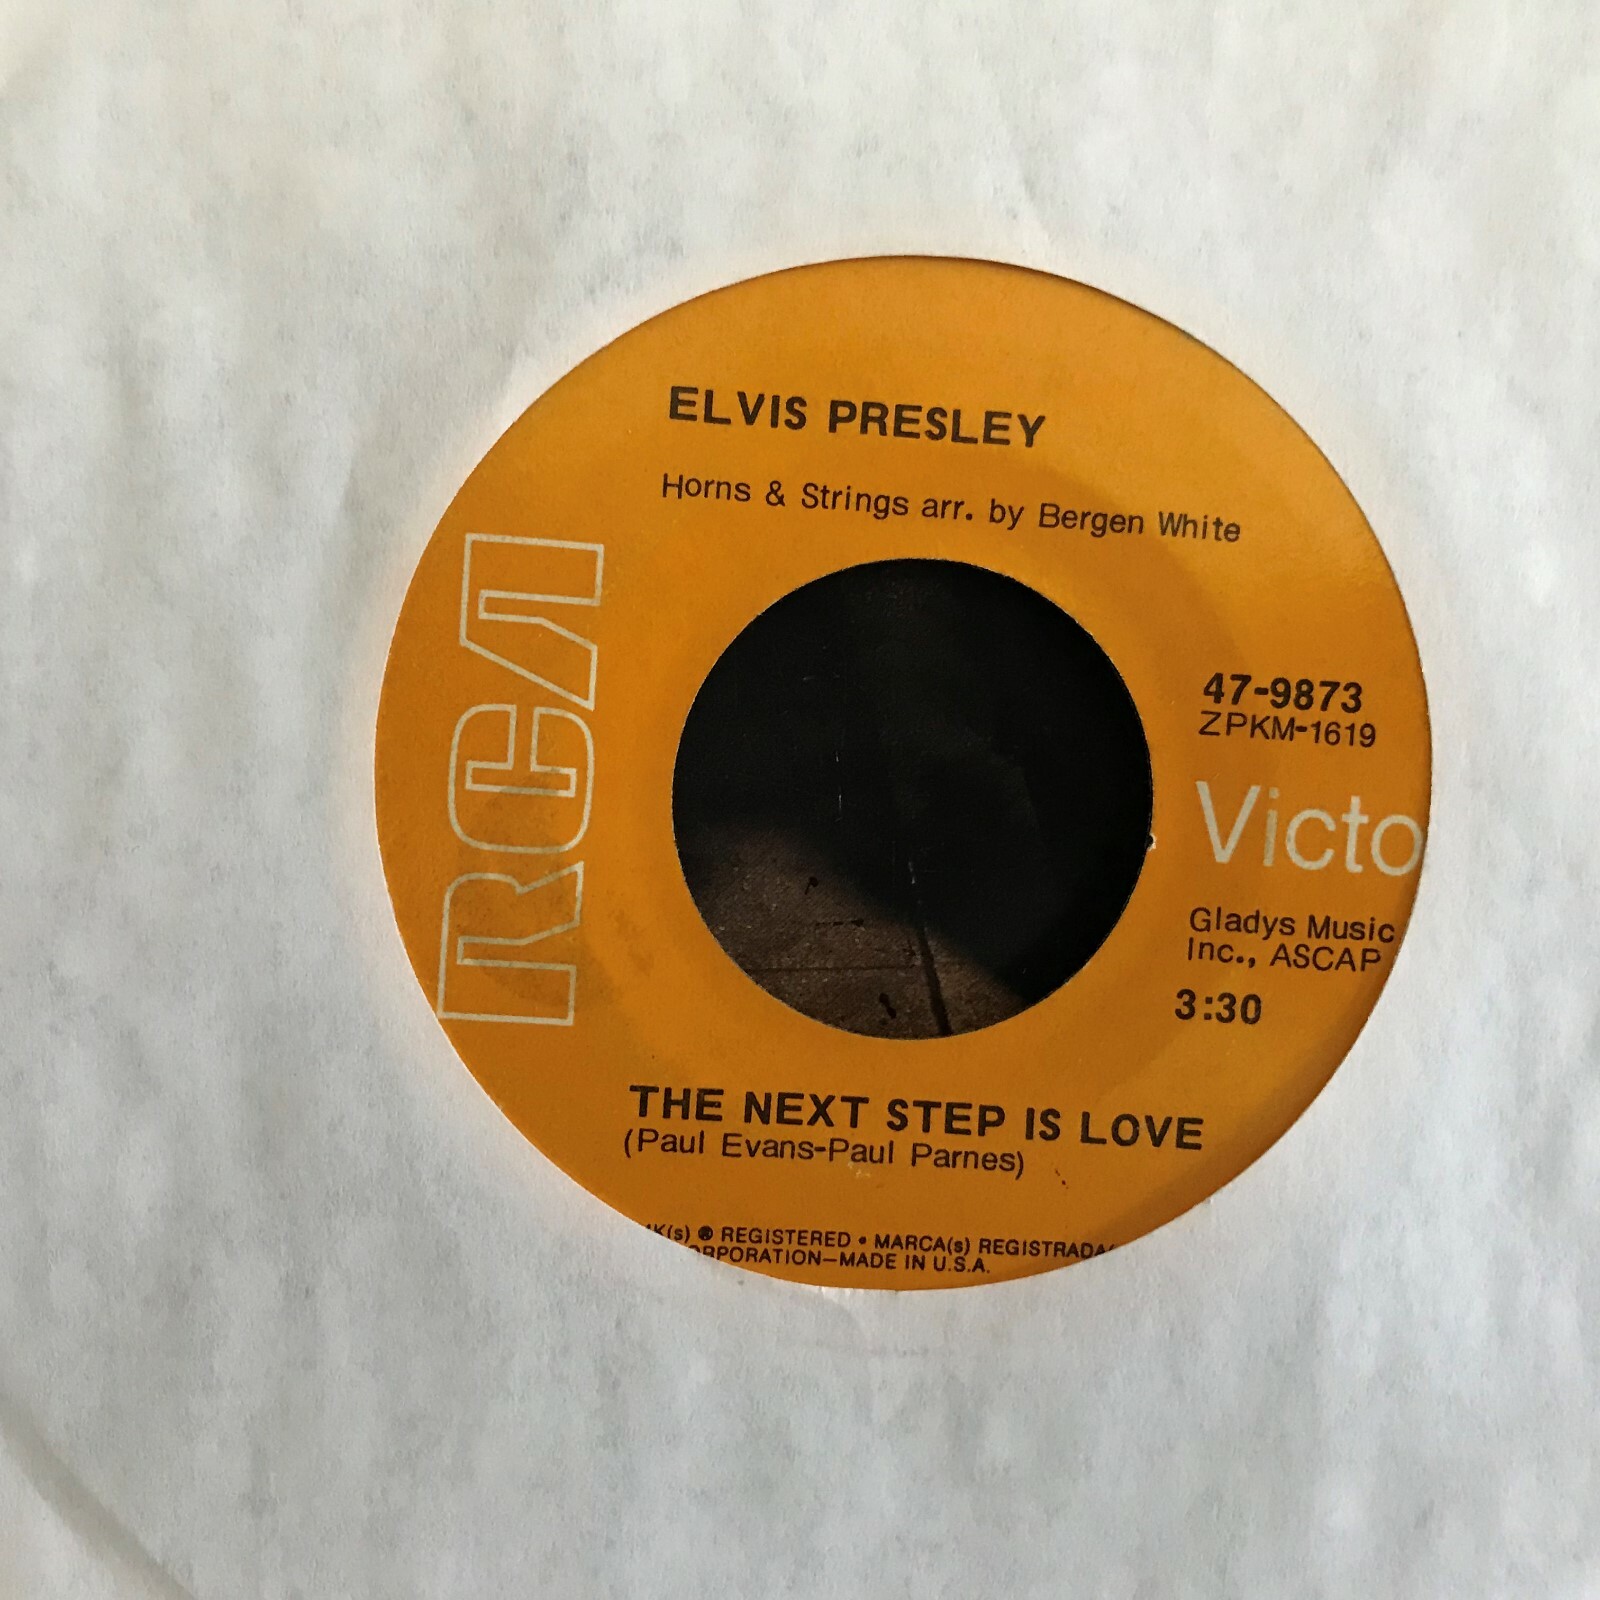 ELVIS PRESLEY
Horns & Strings arr. by Bergen White
RCA
47-9873
ZPKM-1619
Victo
Gladys Music
Inc., ASCAP
3:30
THE NEXT STEP IS LOVE
(Paul Evans-Paul Parnes)
K(s) ® REGISTERED • MARCA(s) REGISTRADA
RPORATION—MADE IN U.S.A.